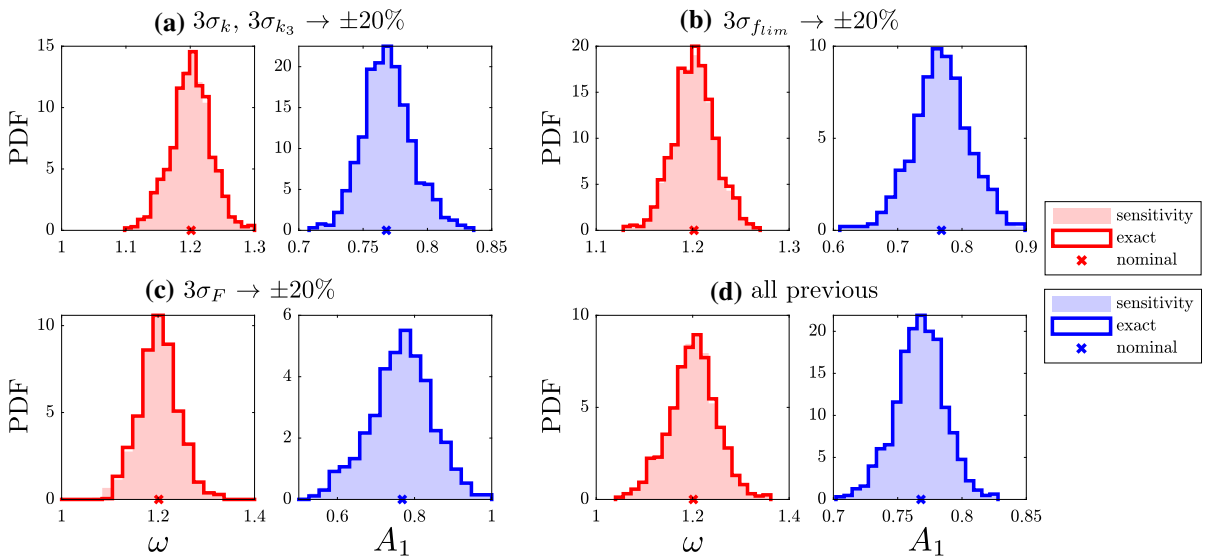 (a) 3σ_k, 3σ_{k_3} → ±20%
(b) 3σ_{f_{lim}} → ±20%
PDF
15
10
5
0
1 1.1 1.2 1.3
20
15
10
5
0
0.7 0.75 0.8 0.85
PDF
20
15
10
5
0
1.1 1.2 1.3
10
5
0
0.6 0.7 0.8 0.9
sensitivity
exact
nominal
sensitivity
exact
nominal
(c) 3σ_F → ±20%
(d) all previous
PDF
10
5
0
1 1.2 1.4
ω
6
4
2
0
0.6 0.8 1
A_1
PDF
10
5
0
1 1.2 1.4
ω
20
15
10
5
0
0.7 0.75 0.8 0.85
A_1